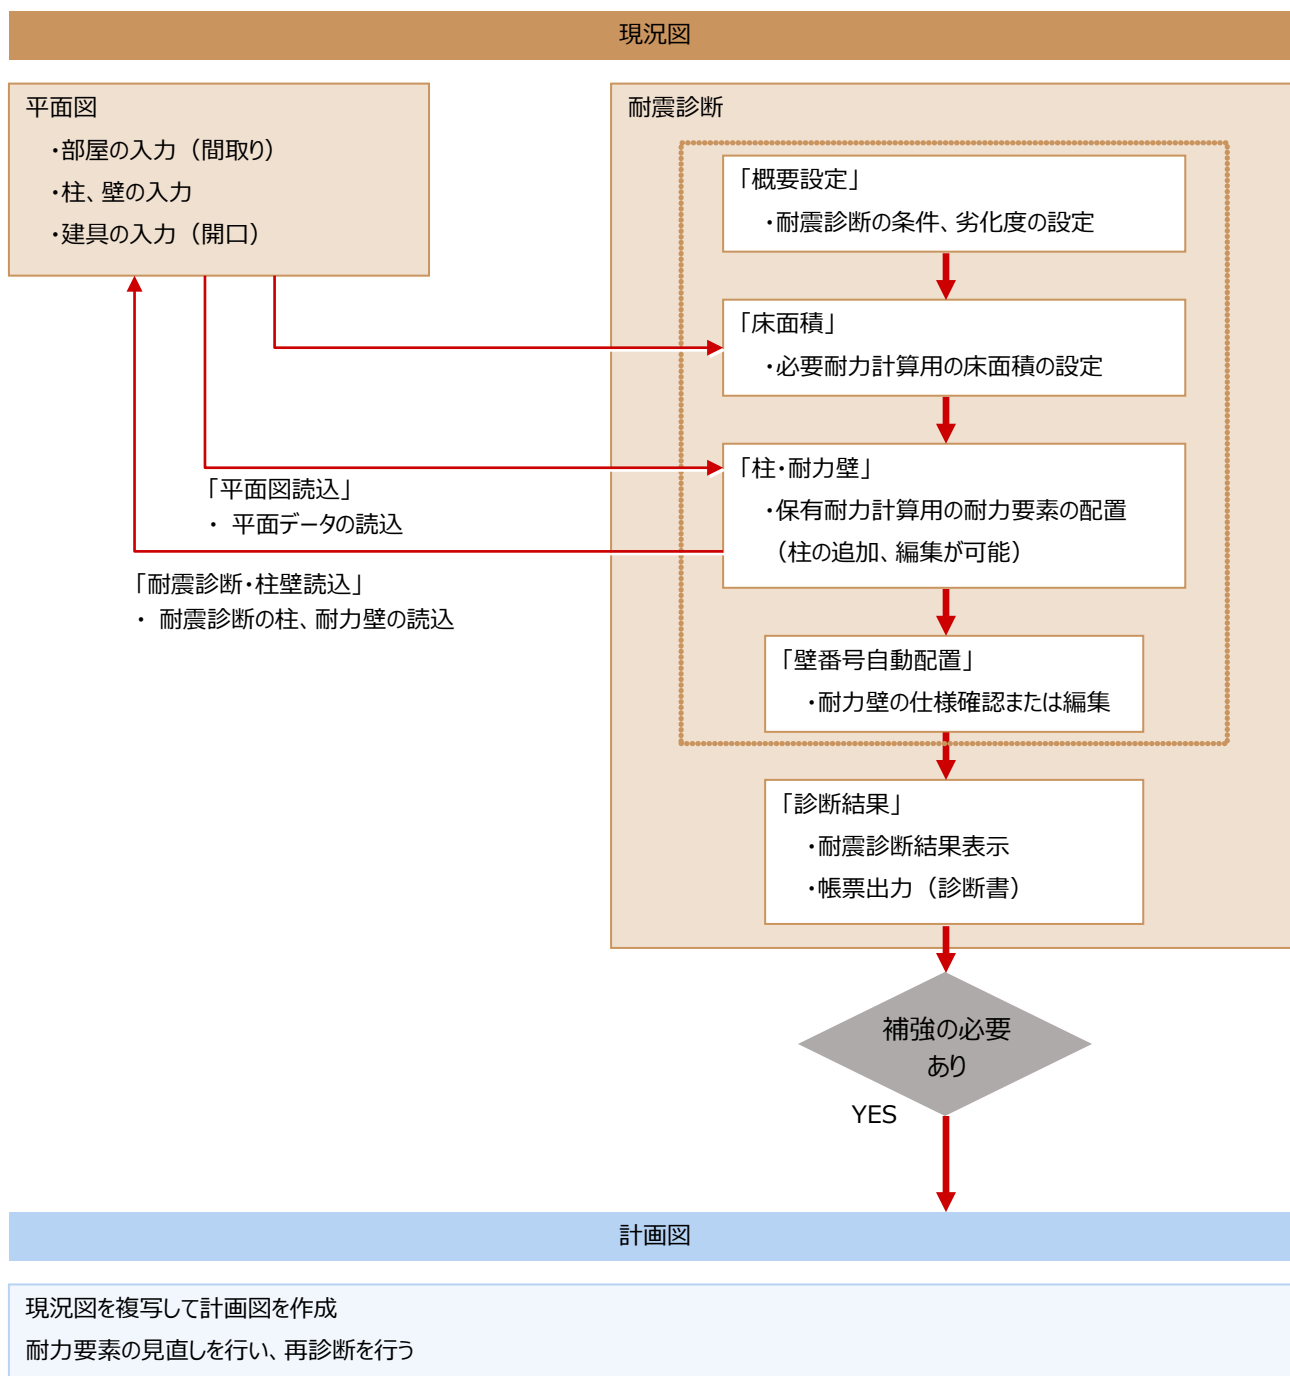 現況図
平面図
・部屋の入力（間取り）
・柱、壁の入力
・建具の入力（開口）
耐震診断
「概要設定」
・耐震診断の条件、劣化度の設定
「床面積」
・必要耐力計算用の床面積の設定
「柱・耐力壁」
・保有耐力計算用の耐力要素の配置
（柱の追加、編集が可能）
「平面図読込」
・ 平面データの読込
「耐震診断・柱壁読込」
・ 耐震診断の柱、耐力壁の読込
「壁番号自動配置」
・耐力壁の仕様確認または編集
「診断結果」
・耐震診断結果表示
・帳票出力（診断書）
補強の必要
あり
YES
計画図
現況図を複写して計画図を作成
耐力要素の見直しを行い、再診断を行う